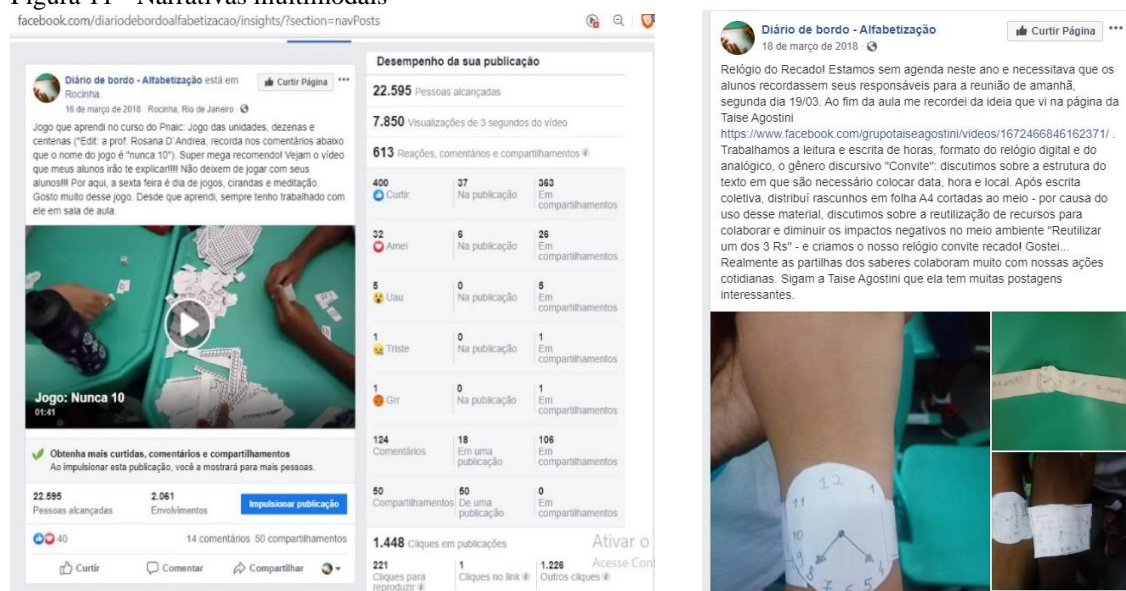 Figura 11 - Narrativas multimodais
facebook.com/diariodebordoalfabetizacao/insights/?section=navPosts
Diário de bordo - Alfabetização está em
Rocinha.
Curtir Página
16 de março de 2018 · Rocinha, Rio de Janeiro ·
Jogo que aprendi no curso do Pnaic: Jogo das unidades, dezenas e
centenas (*Edit: a prof. Rosana D´Andrea, recorda nos comentários abaixo
que o nome do jogo é "nunca 10"). Super mega recomendo! Vejam o vídeo
que meus alunos irão te explicar!!!! Não deixem de jogar com seus
alunos!!! Por aqui, a sexta feira é dia de jogos, cirandas e meditação.
Gosto muito desse jogo. Desde que aprendi, sempre tenho trabalhado com
ele em sala de aula.
Jogo: Nunca 10
01:41
Obtenha mais curtidas, comentários e compartilhamentos
Ao impulsionar esta publicação, você a mostrará para mais pessoas.
22.595
Pessoas alcançadas
2.061
Envolvimentos
Impulsionar publicação
40
14 comentários 50 compartilhamentos
Curtir
Comentar
Compartilhar
Desempenho da sua publicação
22.595 Pessoas alcançadas
7.850 Visualizações de 3 segundos do vídeo
613 Reações, comentários e compartilhamentos
400
Curtir
37
Na publicação
363
Em
compartilhamentos
32
Amei
6
Na publicação
26
Em
compartilhamentos
5
Uau
0
Na publicação
5
Em
compartilhamentos
1
Triste
0
Na publicação
1
Em
compartilhamentos
1
Grr
0
Na publicação
1
Em
compartilhamentos
124
Comentários
18
Em uma
publicação
106
Em
compartilhamentos
50
Compartilhamentos
50
De uma
publicação
0
Em
compartilhamentos
1.448 Cliques em publicações
Ativar o
221
Cliques para
reproduzir
1
Cliques no link
1.226
Outros cliques
Acesse Con
Diário de bordo - Alfabetização
Curtir Página
18 de março de 2018 ·
Relógio do Recado! Estamos sem agenda neste ano e necessitava que os
alunos recordassem seus responsáveis para a reunião de amanhã,
segunda dia 19/03. Ao fim da aula me recordei da ideia que vi na página da
Taise Agostini
https://www.facebook.com/grupotaiseagostini/videos/1672466846162371/ .
Trabalhamos a leitura e escrita de horas, formato do relógio digital e do
analógico, o gênero discursivo "Convite": discutimos sobre a estrutura do
texto em que são necessário colocar data, hora e local. Após escrita
coletiva, distribuí rascunhos em folha A4 cortadas ao meio - por causa do
uso desse material, discutimos sobre a reutilização de recursos para
colaborar e diminuir os impactos negativos no meio ambiente "Reutilizar
um dos 3 Rs" - e criamos o nosso relógio convite recado! Gostei...
Realmente as partilhas dos saberes colaboram muito com nossas ações
cotidianas. Sigam a Taise Agostini que ela tem muitas postagens
interessantes.
12
11
1
10
9
8
7
6
5
4